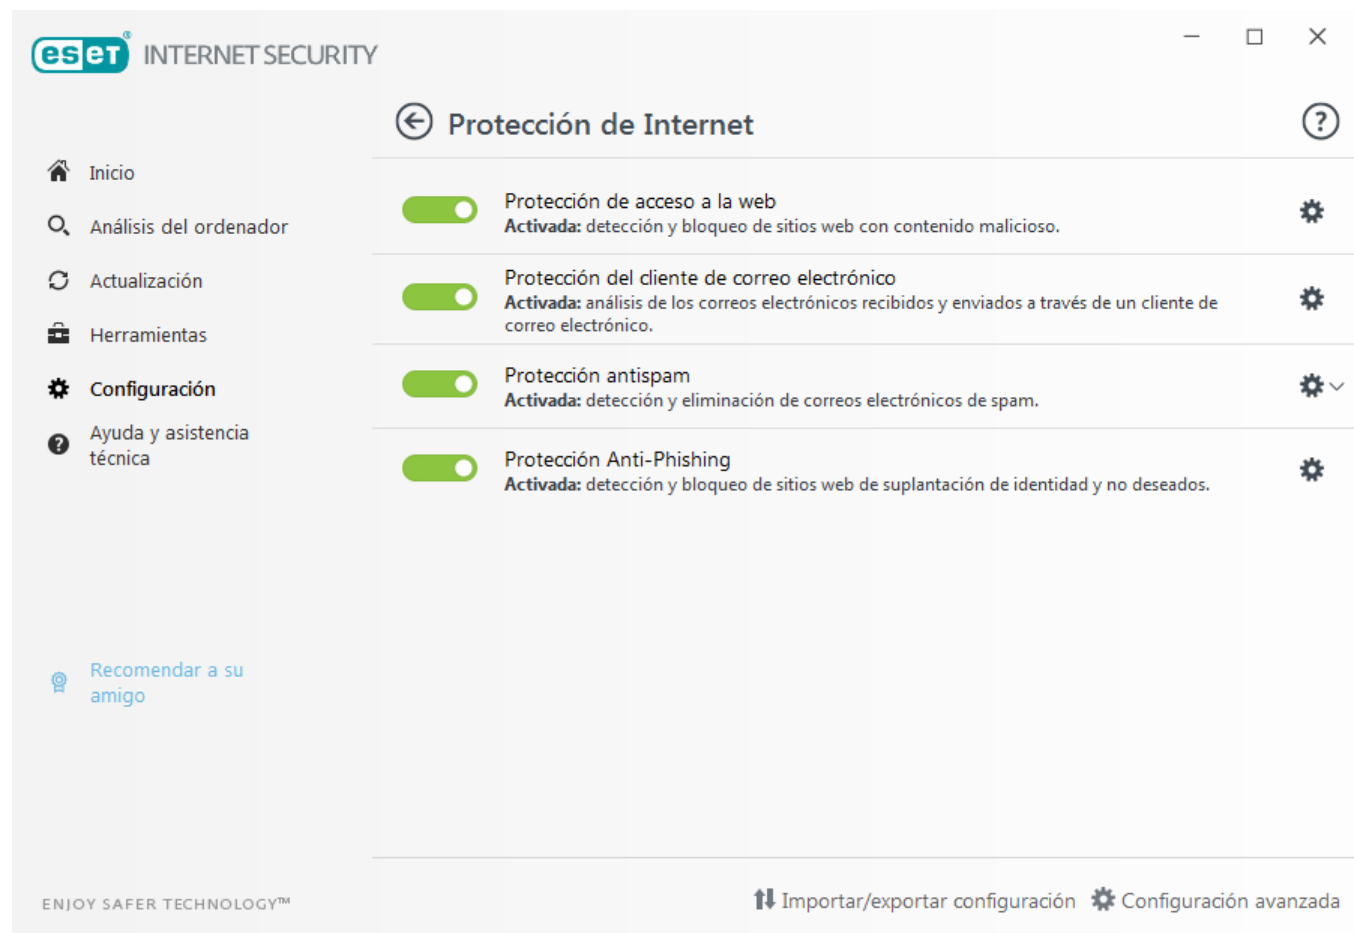 eset® INTERNET SECURITY
Protección de Internet
?
Inicio
Análisis del ordenador
Actualización
Herramientas
Configuración
Ayuda y asistencia
técnica
Recomendar a su
amigo
Protección de acceso a la web
Activada: detección y bloqueo de sitios web con contenido malicioso.
Protección del cliente de correo electrónico
Activada: análisis de los correos electrónicos recibidos y enviados a través de un cliente de
correo electrónico.
Protección antispam
Activada: detección y eliminación de correos electrónicos de spam.
Protección Anti-Phishing
Activada: detección y bloqueo de sitios web de suplantación de identidad y no deseados.
ENJOY SAFER TECHNOLOGY™
Importar/exportar configuración
Configuración avanzada